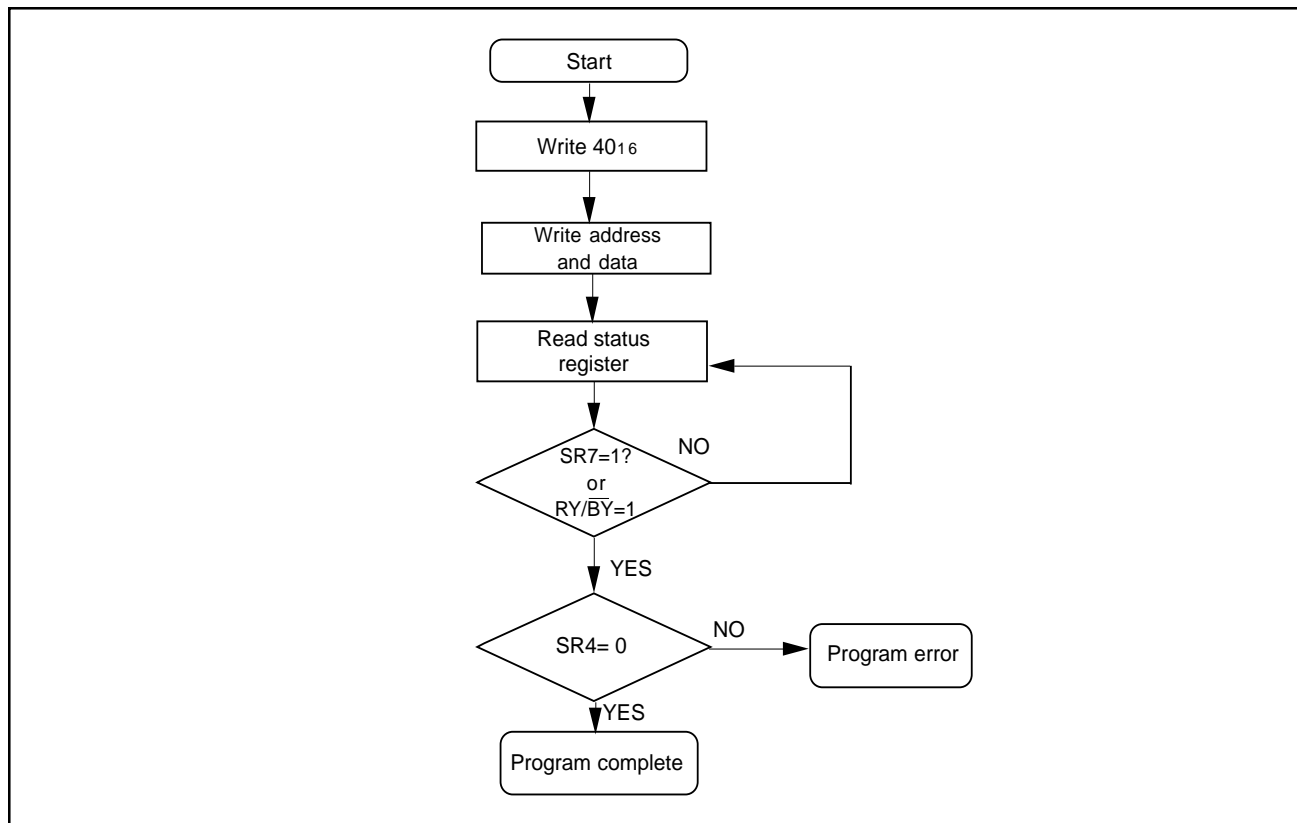 Start
Write 40₁₆
Write address
and data
Read status
register
SR7=1?
or
RY/B̅Y̅=1
NO
YES
SR4= 0
NO
Program error
YES
Program complete